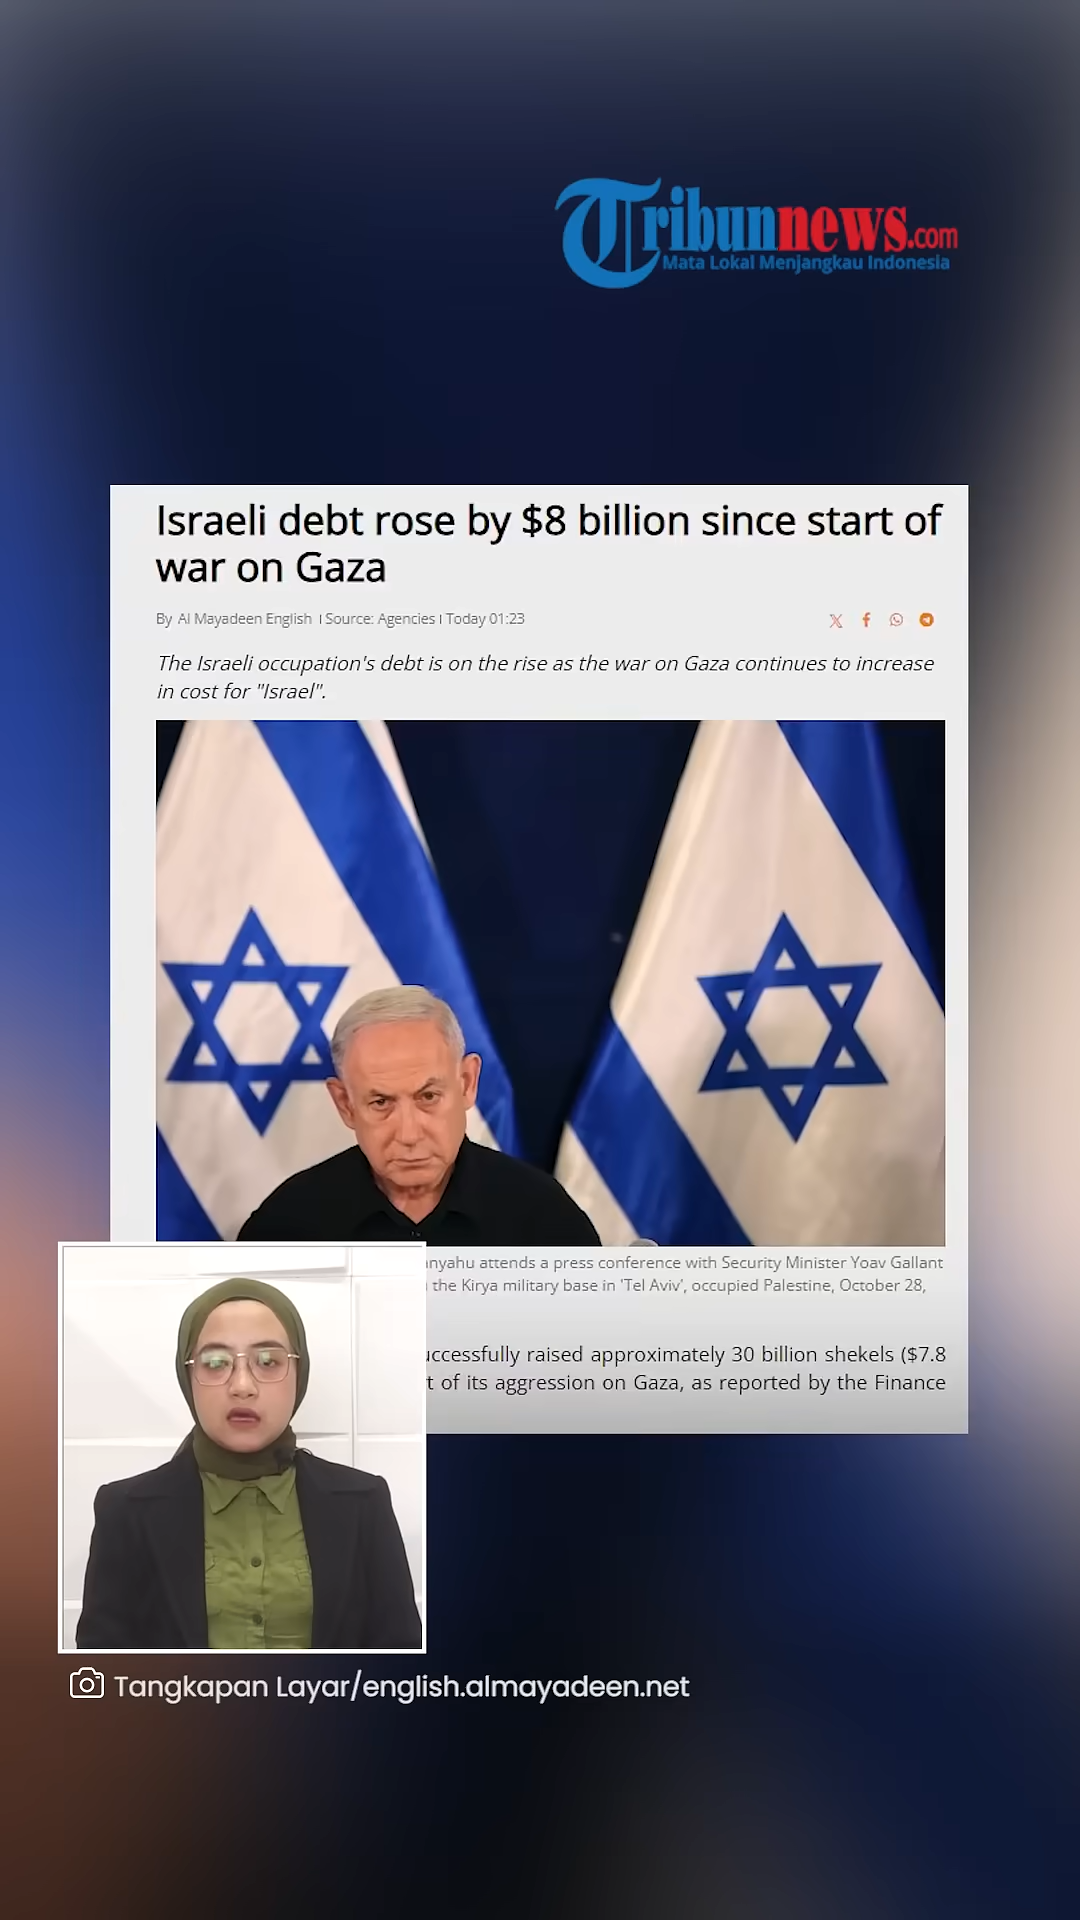 Tribunnews.com
Mata Lokal Menjangkau Indonesia
Israeli debt rose by $8 billion since start of
war on Gaza
By Al Mayadeen English | Source: Agencies | Today 01:23
The Israeli occupation's debt is on the rise as the war on Gaza continues to increase
in cost for "Israel".
attends a press conference with Security Minister Yoav Gallant
the Kirya military base in 'Tel Aviv', occupied Palestine, October 28,
raised approximately 30 billion shekels ($7.8
of its aggression on Gaza, as reported by the Finance
Tangkapan Layar/english.almayadeen.net